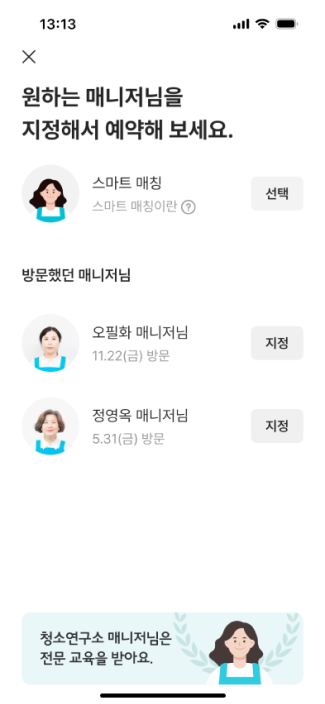 13:13
원하는 매니저님을
지정해서 예약해 보세요.
스마트 매칭
선택
스마트 매칭이란 ?
방문했던 매니저님
오필화 매니저님
지정
11.22(금) 방문
정영옥 매니저님
지정
5.31(금) 방문
청소연구소 매니저님은
전문 교육을 받아요.